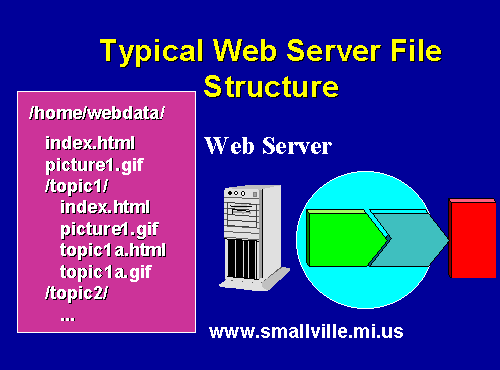 Typical Web Server File
Structure
/home/webdata/
index.html
picture1.gif
/topic1/
index.html
picture1.gif
topic1a.html
topic1a.gif
/topic2/
...
Web Server
www.smallville.mi.us